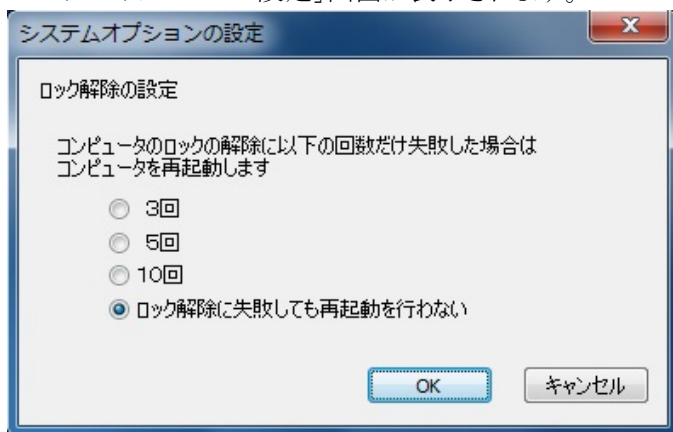 システムオプションの設定
ロック解除の設定
コンピュータのロックの解除に以下の回数だけ失敗した場合は
コンピュータを再起動します
3回
5回
10回
ロック解除に失敗しても再起動を行わない
OK キャンセル